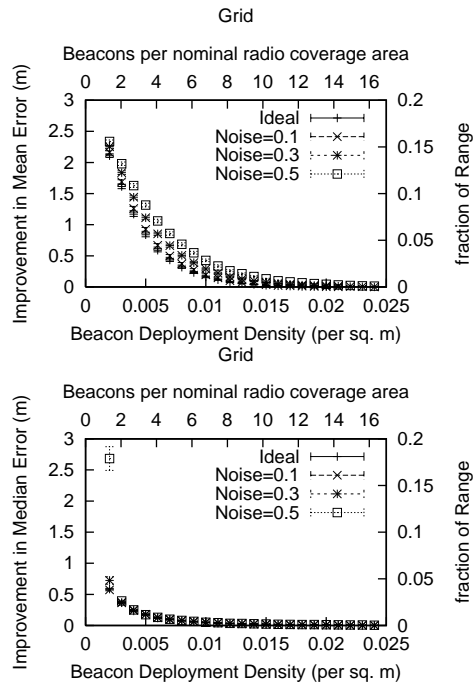 Grid
Beacons per nominal radio coverage area
0 2 4 6 8 10 12 14 16
Improvement in Mean Error (m)
3
2.5
2
1.5
1
0.5
0
Ideal
Noise=0.1
Noise=0.3
Noise=0.5
0.2
0.15
0.1
0.05
0
fraction of Range
0 0.005 0.01 0.015 0.02 0.025
Beacon Deployment Density (per sq. m)
Grid
Beacons per nominal radio coverage area
0 2 4 6 8 10 12 14 16
Improvement in Median Error (m)
3
2.5
2
1.5
1
0.5
0
Ideal
Noise=0.1
Noise=0.3
Noise=0.5
0.2
0.15
0.1
0.05
0
fraction of Range
0 0.005 0.01 0.015 0.02 0.025
Beacon Deployment Density (per sq. m)